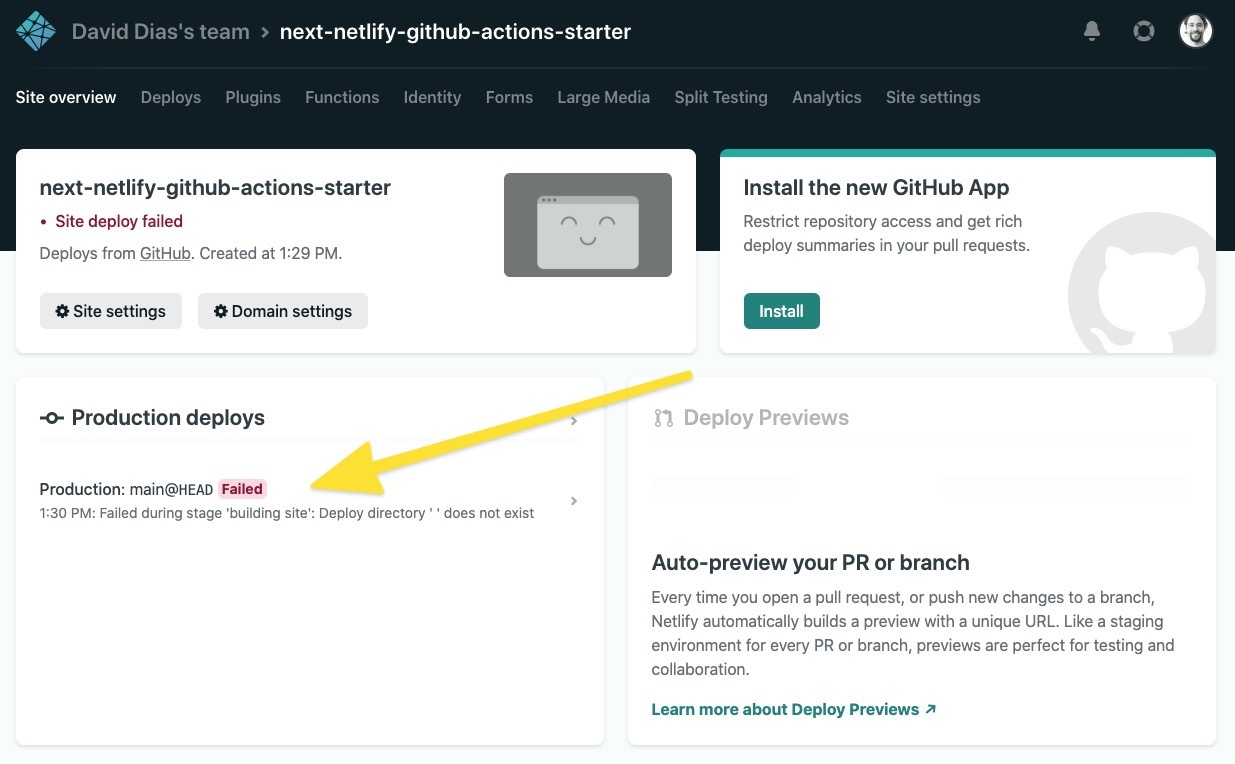 David Dias's team > next-netlify-github-actions-starter
Site overview Deploys Plugins Functions Identity Forms Large Media Split Testing Analytics Site settings
next-netlify-github-actions-starter
• Site deploy failed
Deploys from GitHub. Created at 1:29 PM.
Site settings Domain settings
Install the new GitHub App
Restrict repository access and get rich
deploy summaries in your pull requests.
Install
Production deploys
Production: main@HEAD Failed
1:30 PM: Failed during stage 'building site': Deploy directory ' ' does not exist
Deploy Previews
Auto-preview your PR or branch
Every time you open a pull request, or push new changes to a branch,
Netlify automatically builds a preview with a unique URL. Like a staging
environment for every PR or branch, previews are perfect for testing and
collaboration.
Learn more about Deploy Previews ↗